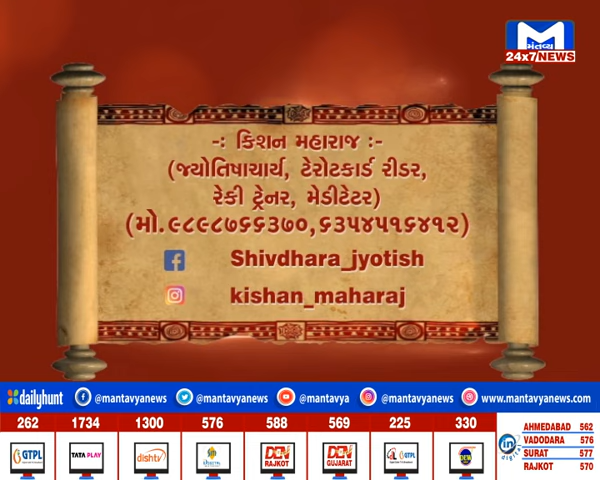 મંતવ્ય
24x7NEWS
-: કિશન મહારાજ :-
(જ્યોતિષાચાર્ય, ટેરોટકાર્ડ રીડર,
રેકી ટ્રેનર, મેડીટેટર)
(મો.૯૮૯૮૭૬૬૩૭૦,૬૩૫૪૫૧૬૪૧૨)
Shivdhara_jyotish
kishan_maharaj
dailyhunt @mantavyanews @mantavyanews @mantavya @mantavyanews www.mantavyanews.com
262 1734 1300 576 588 569 225 330
GTPL TATA PLAY dishtv DEN RAJKOT DEN GUJARAT GTPL
in digital
AHMEDABAD 562
VADODARA 576
SURAT 577
RAJKOT 570